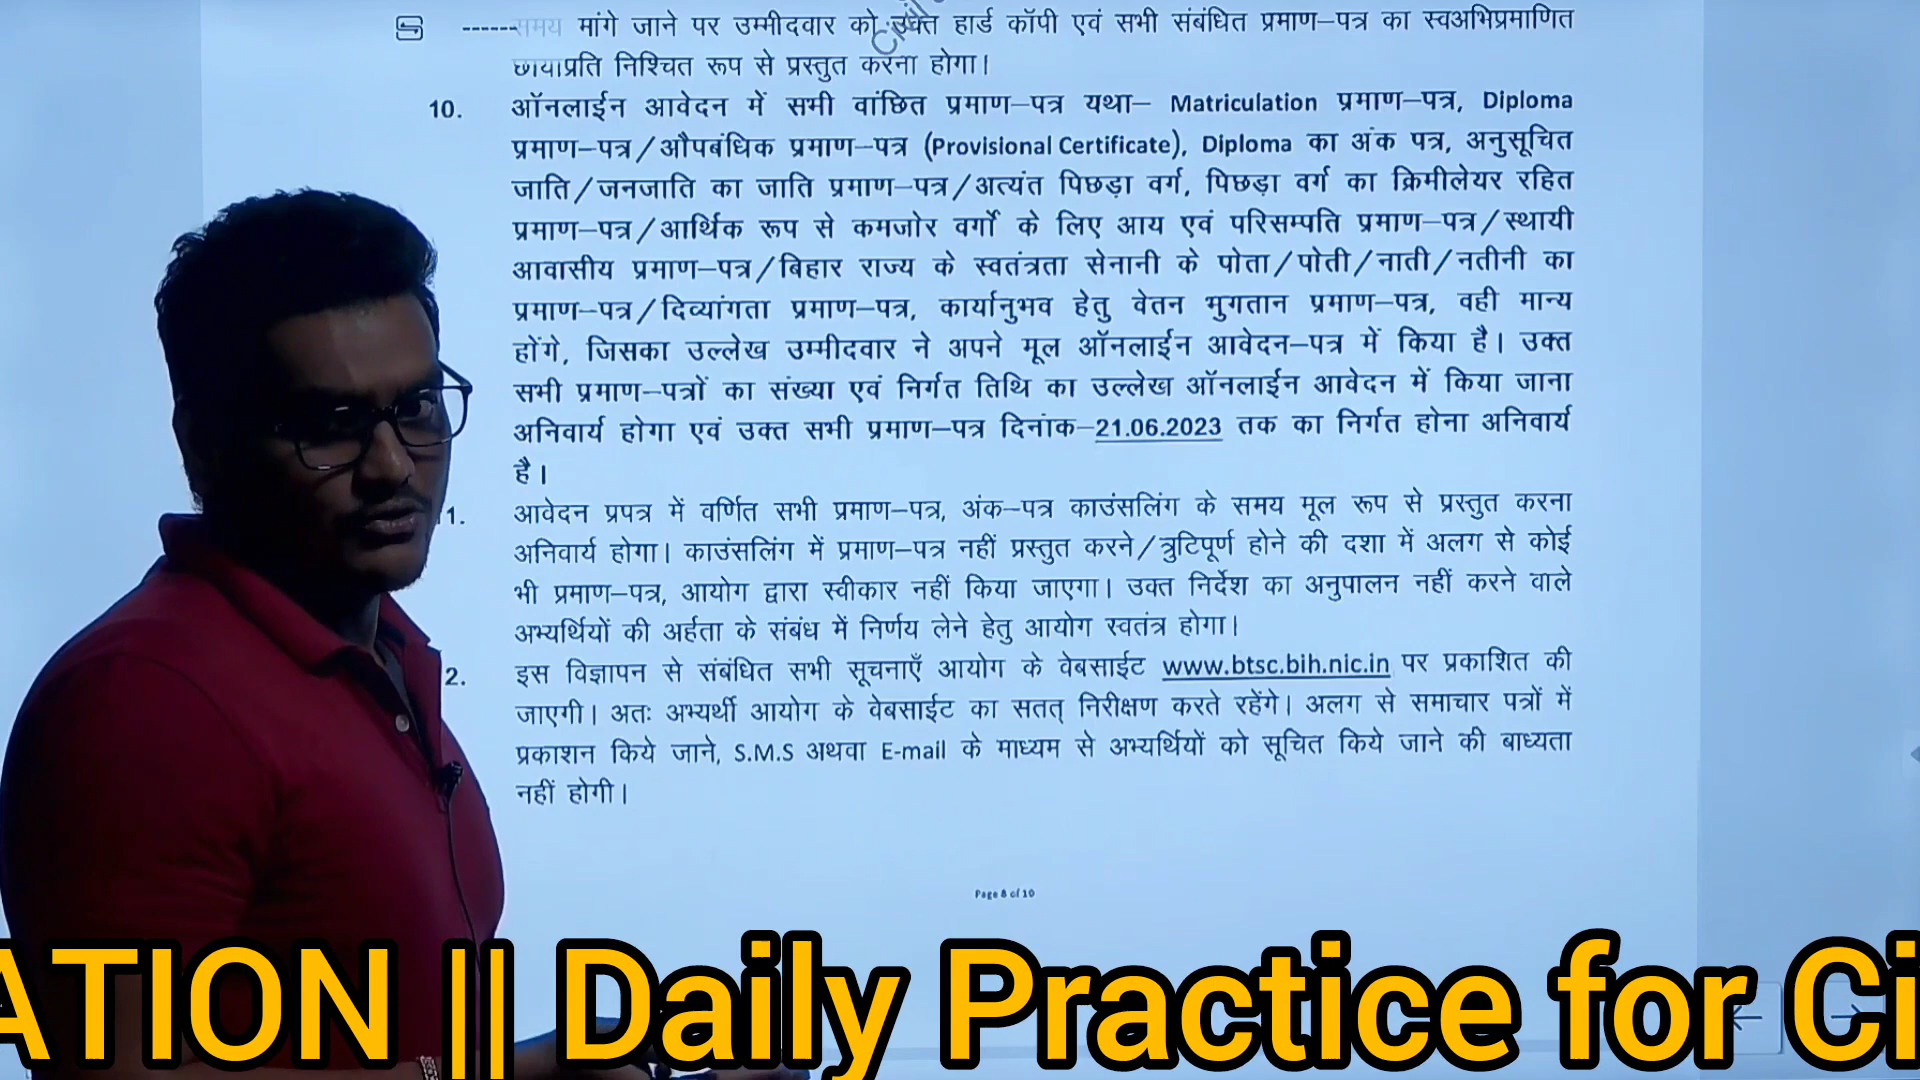 समय मांगे जाने पर उम्मीदवार को उक्त हार्ड कॉपी एवं सभी संबंधित प्रमाण–पत्र का स्वअभिप्रमाणित
छायाप्रति निश्चित रूप से प्रस्तुत करना होगा।
10. ऑनलाईन आवेदन में सभी वांछित प्रमाण–पत्र यथा– Matriculation प्रमाण–पत्र, Diploma
प्रमाण–पत्र/औपबंधिक प्रमाण–पत्र (Provisional Certificate), Diploma का अंक पत्र, अनुसूचित
जाति/जनजाति का जाति प्रमाण–पत्र/अत्यंत पिछड़ा वर्ग, पिछड़ा वर्ग का क्रिमीलेयर रहित
प्रमाण–पत्र/आर्थिक रूप से कमजोर वर्गो के लिए आय एवं परिसम्पति प्रमाण–पत्र/स्थायी
आवासीय प्रमाण–पत्र/बिहार राज्य के स्वतंत्रता सेनानी के पोता/पोती/नाती/नतीनी का
प्रमाण–पत्र/दिव्यांगता प्रमाण–पत्र, कार्यानुभव हेतु वेतन भुगतान प्रमाण–पत्र, वही मान्य
होंगे, जिसका उल्लेख उम्मीदवार ने अपने मूल ऑनलाईन आवेदन–पत्र में किया है। उक्त
सभी प्रमाण–पत्रों का संख्या एवं निर्गत तिथि का उल्लेख ऑनलाईन आवेदन में किया जाना
अनिवार्य होगा एवं उक्त सभी प्रमाण–पत्र दिनांक–21.06.2023 तक का निर्गत होना अनिवार्य
है।
1. आवेदन प्रपत्र में वर्णित सभी प्रमाण–पत्र, अंक–पत्र काउंसलिंग के समय मूल रूप से प्रस्तुत करना
अनिवार्य होगा। काउंसलिंग में प्रमाण–पत्र नहीं प्रस्तुत करने/त्रुटिपूर्ण होने की दशा में अलग से कोई
भी प्रमाण–पत्र, आयोग द्वारा स्वीकार नहीं किया जाएगा। उक्त निर्देश का अनुपालन नहीं करने वाले
अभ्यर्थियों की अर्हता के संबंध में निर्णय लेने हेतु आयोग स्वतंत्र होगा।
2. इस विज्ञापन से संबंधित सभी सूचनाएँ आयोग के वेबसाईट www.btsc.bih.nic.in पर प्रकाशित की
जाएगी। अतः अभ्यर्थी आयोग के वेबसाईट का सतत् निरीक्षण करते रहेंगे। अलग से समाचार पत्रों में
प्रकाशन किये जाने, S.M.S अथवा E-mail के माध्यम से अभ्यर्थियों को सूचित किये जाने की बाध्यता
नहीं होगी।
Page 8 of 10
ATION || Daily Practice for Ci